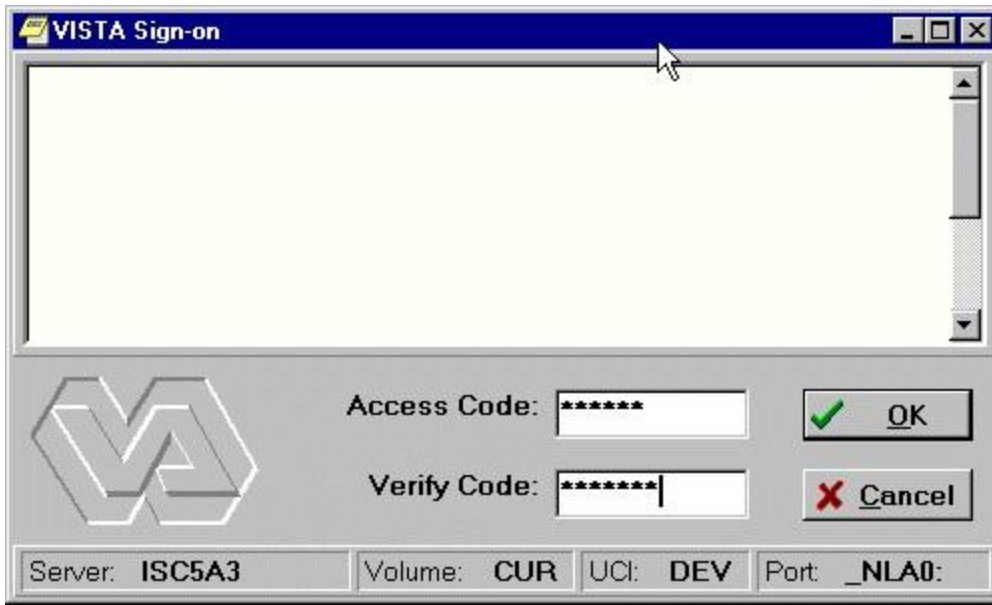 VISTA Sign-on
Access Code: ******
OK
Verify Code: *******
Cancel
Server: ISC5A3 Volume: CUR UCI: DEV Port: _NLA0: